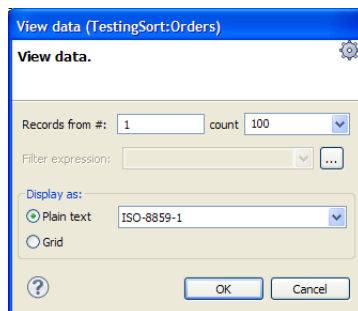 View data (TestingSort:Orders)
View data.
Records from #: 1 count 100
Filter expression: ...
Display as:
Plain text ISO-8859-1
Grid
? OK Cancel